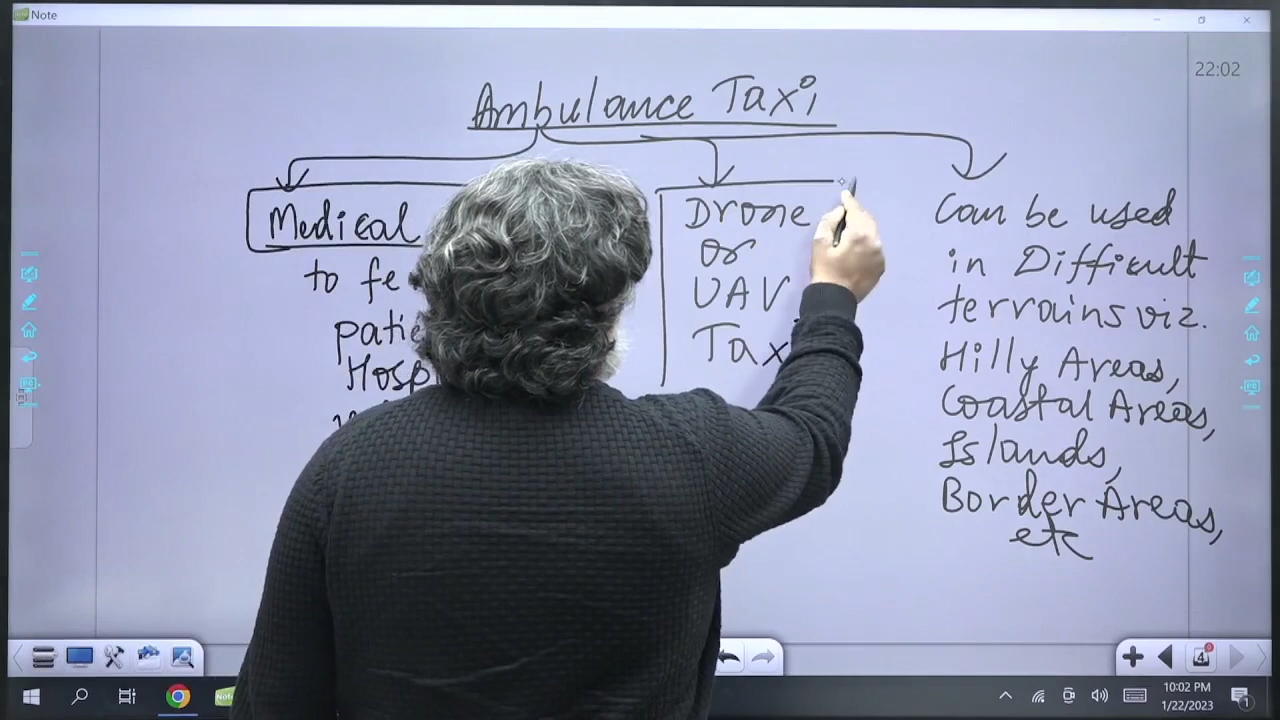 Note
22:02
Ambulance Taxi
Medical
to fe
patie
Hosp
Drone
or
UAV
Tax
Can be used
in Difficult
terrains viz.
Hilly Areas,
Coastal Areas,
Islands,
Border Areas,
etc
4
10:02 PM
1/22/2023